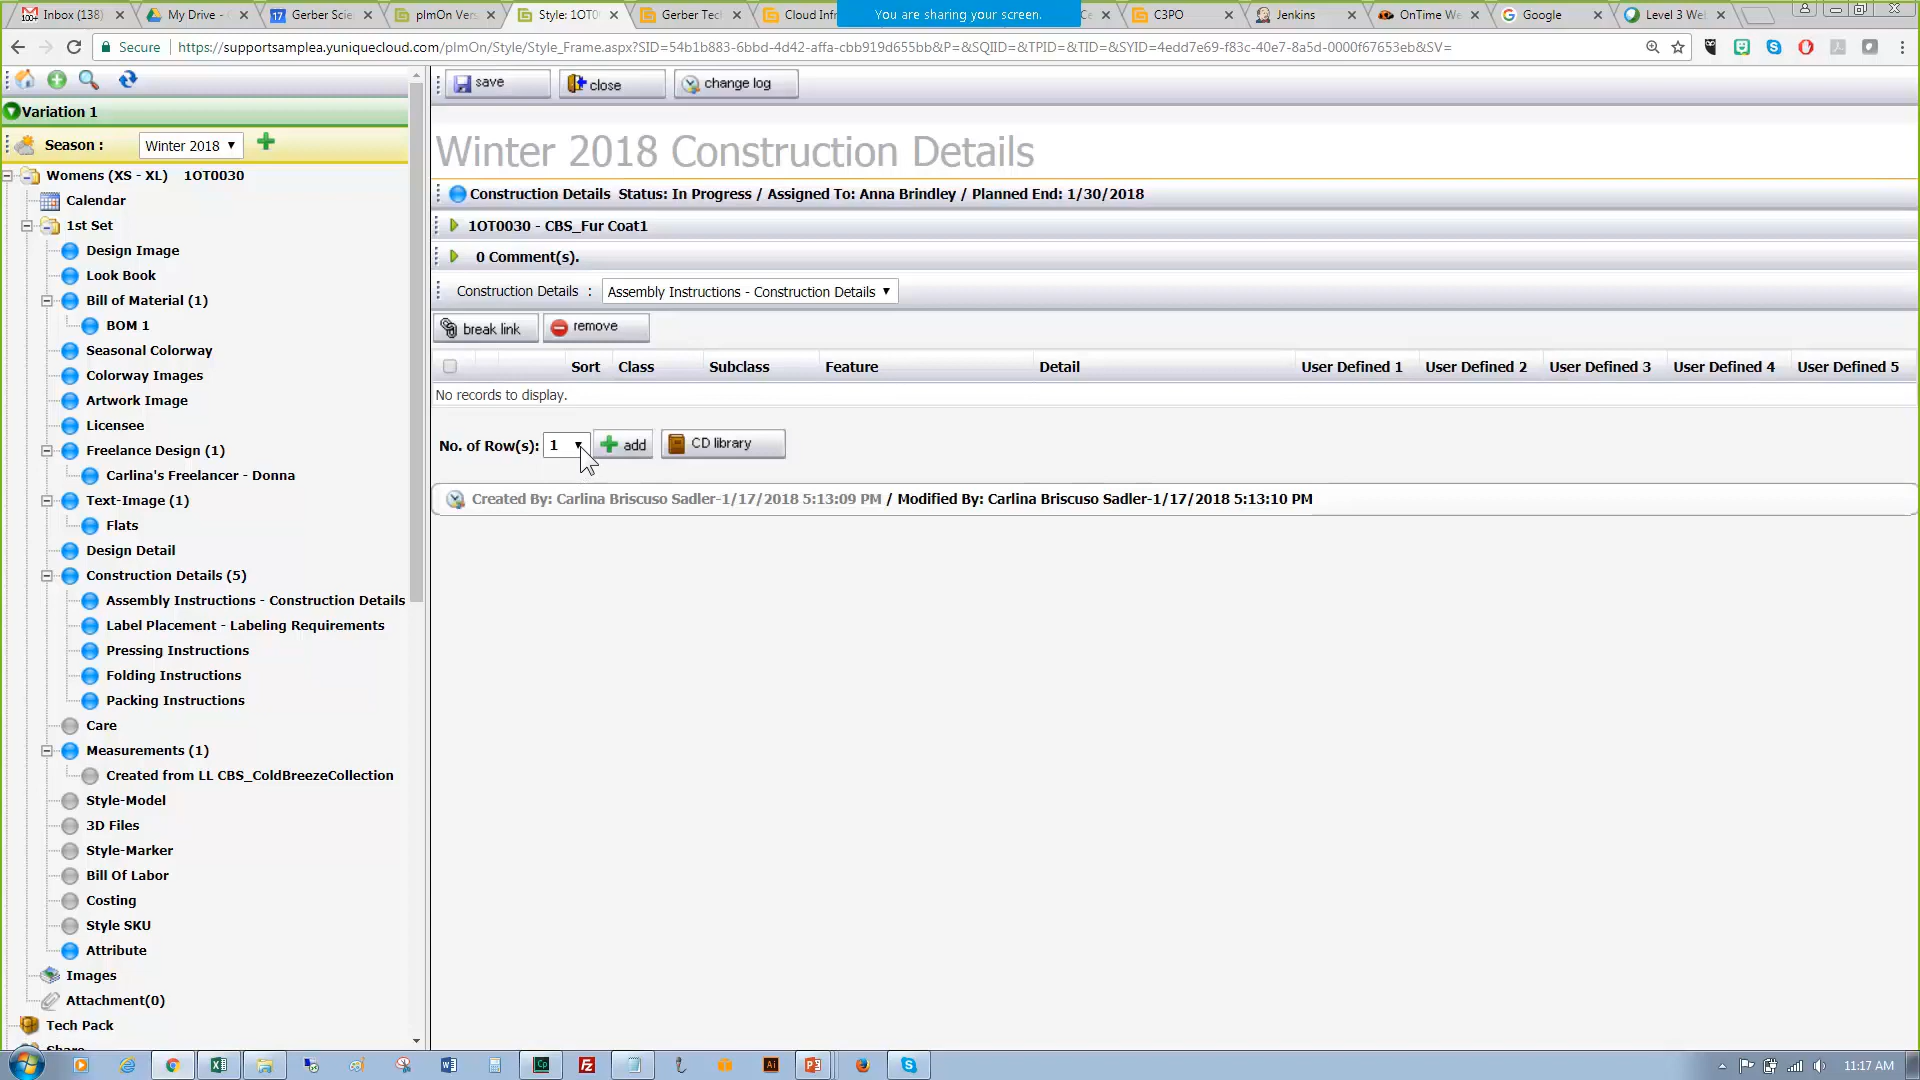 Inbox (138)
My Drive -
Gerber Scie
plmOn Ver
Style: 1OT0
Gerber Tec
Cloud Infr
You are sharing your screen.
C3PO
Jenkins
OnTime We
Google
Level 3 We
Secure
https://supportsamplea.yuniquecloud.com/plmOn/Style/Style_Frame.aspx?SID=54b1b883-6bbd-4d42-affa-cbb919d655bb&P=&SQIID=&TPID=&TID=&SYID=4edd7e69-f83c-40e7-8a5d-0000f67653eb&SV=
save
close
change log
Variation 1
Season :
Winter 2018
Womens (XS - XL) 1OT0030
Calendar
1st Set
Design Image
Look Book
Bill of Material (1)
BOM 1
Seasonal Colorway
Colorway Images
Artwork Image
Licensee
Freelance Design (1)
Carlina's Freelancer - Donna
Text-Image (1)
Flats
Design Detail
Construction Details (5)
Assembly Instructions - Construction Details
Label Placement - Labeling Requirements
Pressing Instructions
Folding Instructions
Packing Instructions
Care
Measurements (1)
Created from LL CBS_ColdBreezeCollection
Style-Model
3D Files
Style-Marker
Bill Of Labor
Costing
Style SKU
Attribute
Images
Attachment(0)
Tech Pack
Share
Winter 2018 Construction Details
Construction Details Status: In Progress / Assigned To: Anna Brindley / Planned End: 1/30/2018
1OT0030 - CBS_Fur Coat1
0 Comment(s).
Construction Details : Assembly Instructions - Construction Details
break link
remove
Sort Class Subclass Feature Detail User Defined 1 User Defined 2 User Defined 3 User Defined 4 User Defined 5
No records to display.
No. of Row(s): 1
add
CD library
Created By: Carlina Briscuso Sadler-1/17/2018 5:13:09 PM / Modified By: Carlina Briscuso Sadler-1/17/2018 5:13:10 PM
11:17 AM